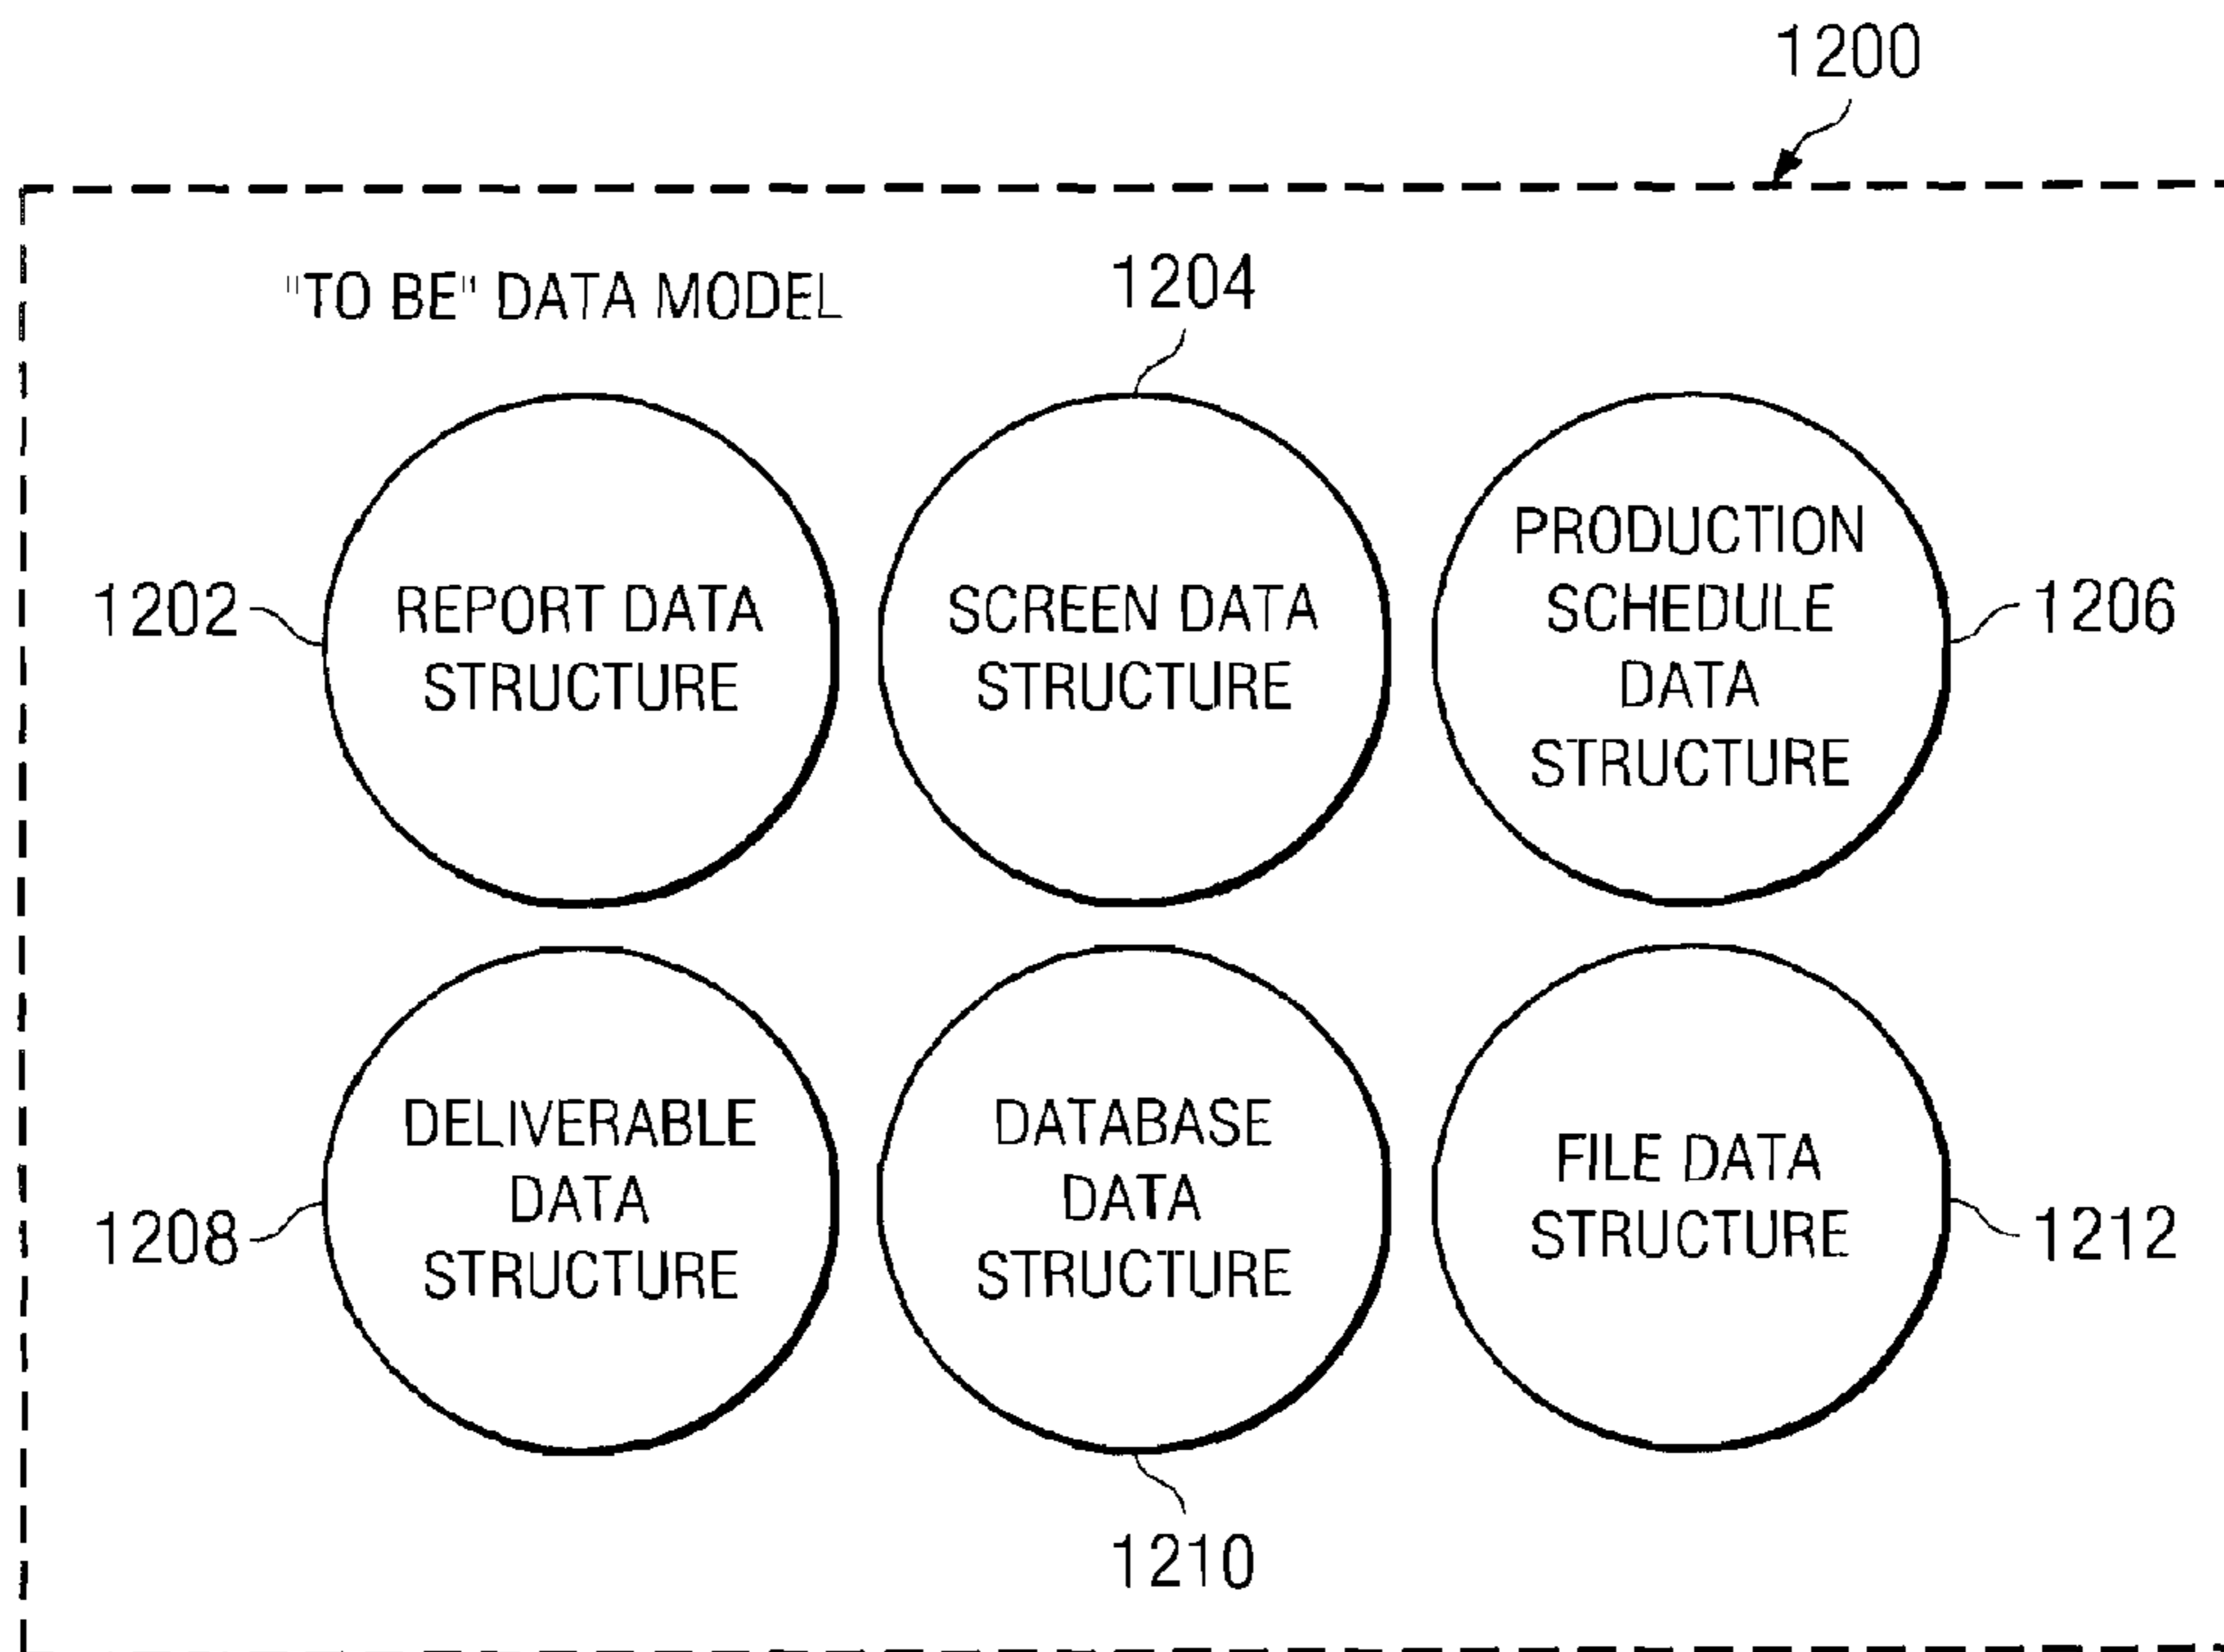 1200
"TO BE" DATA MODEL
1204
1202
REPORT DATA
STRUCTURE
SCREEN DATA
STRUCTURE
PRODUCTION
SCHEDULE
DATA
STRUCTURE
1206
1208
DELIVERABLE
DATA
STRUCTURE
DATABASE
DATA
STRUCTURE
FILE DATA
STRUCTURE
1212
1210